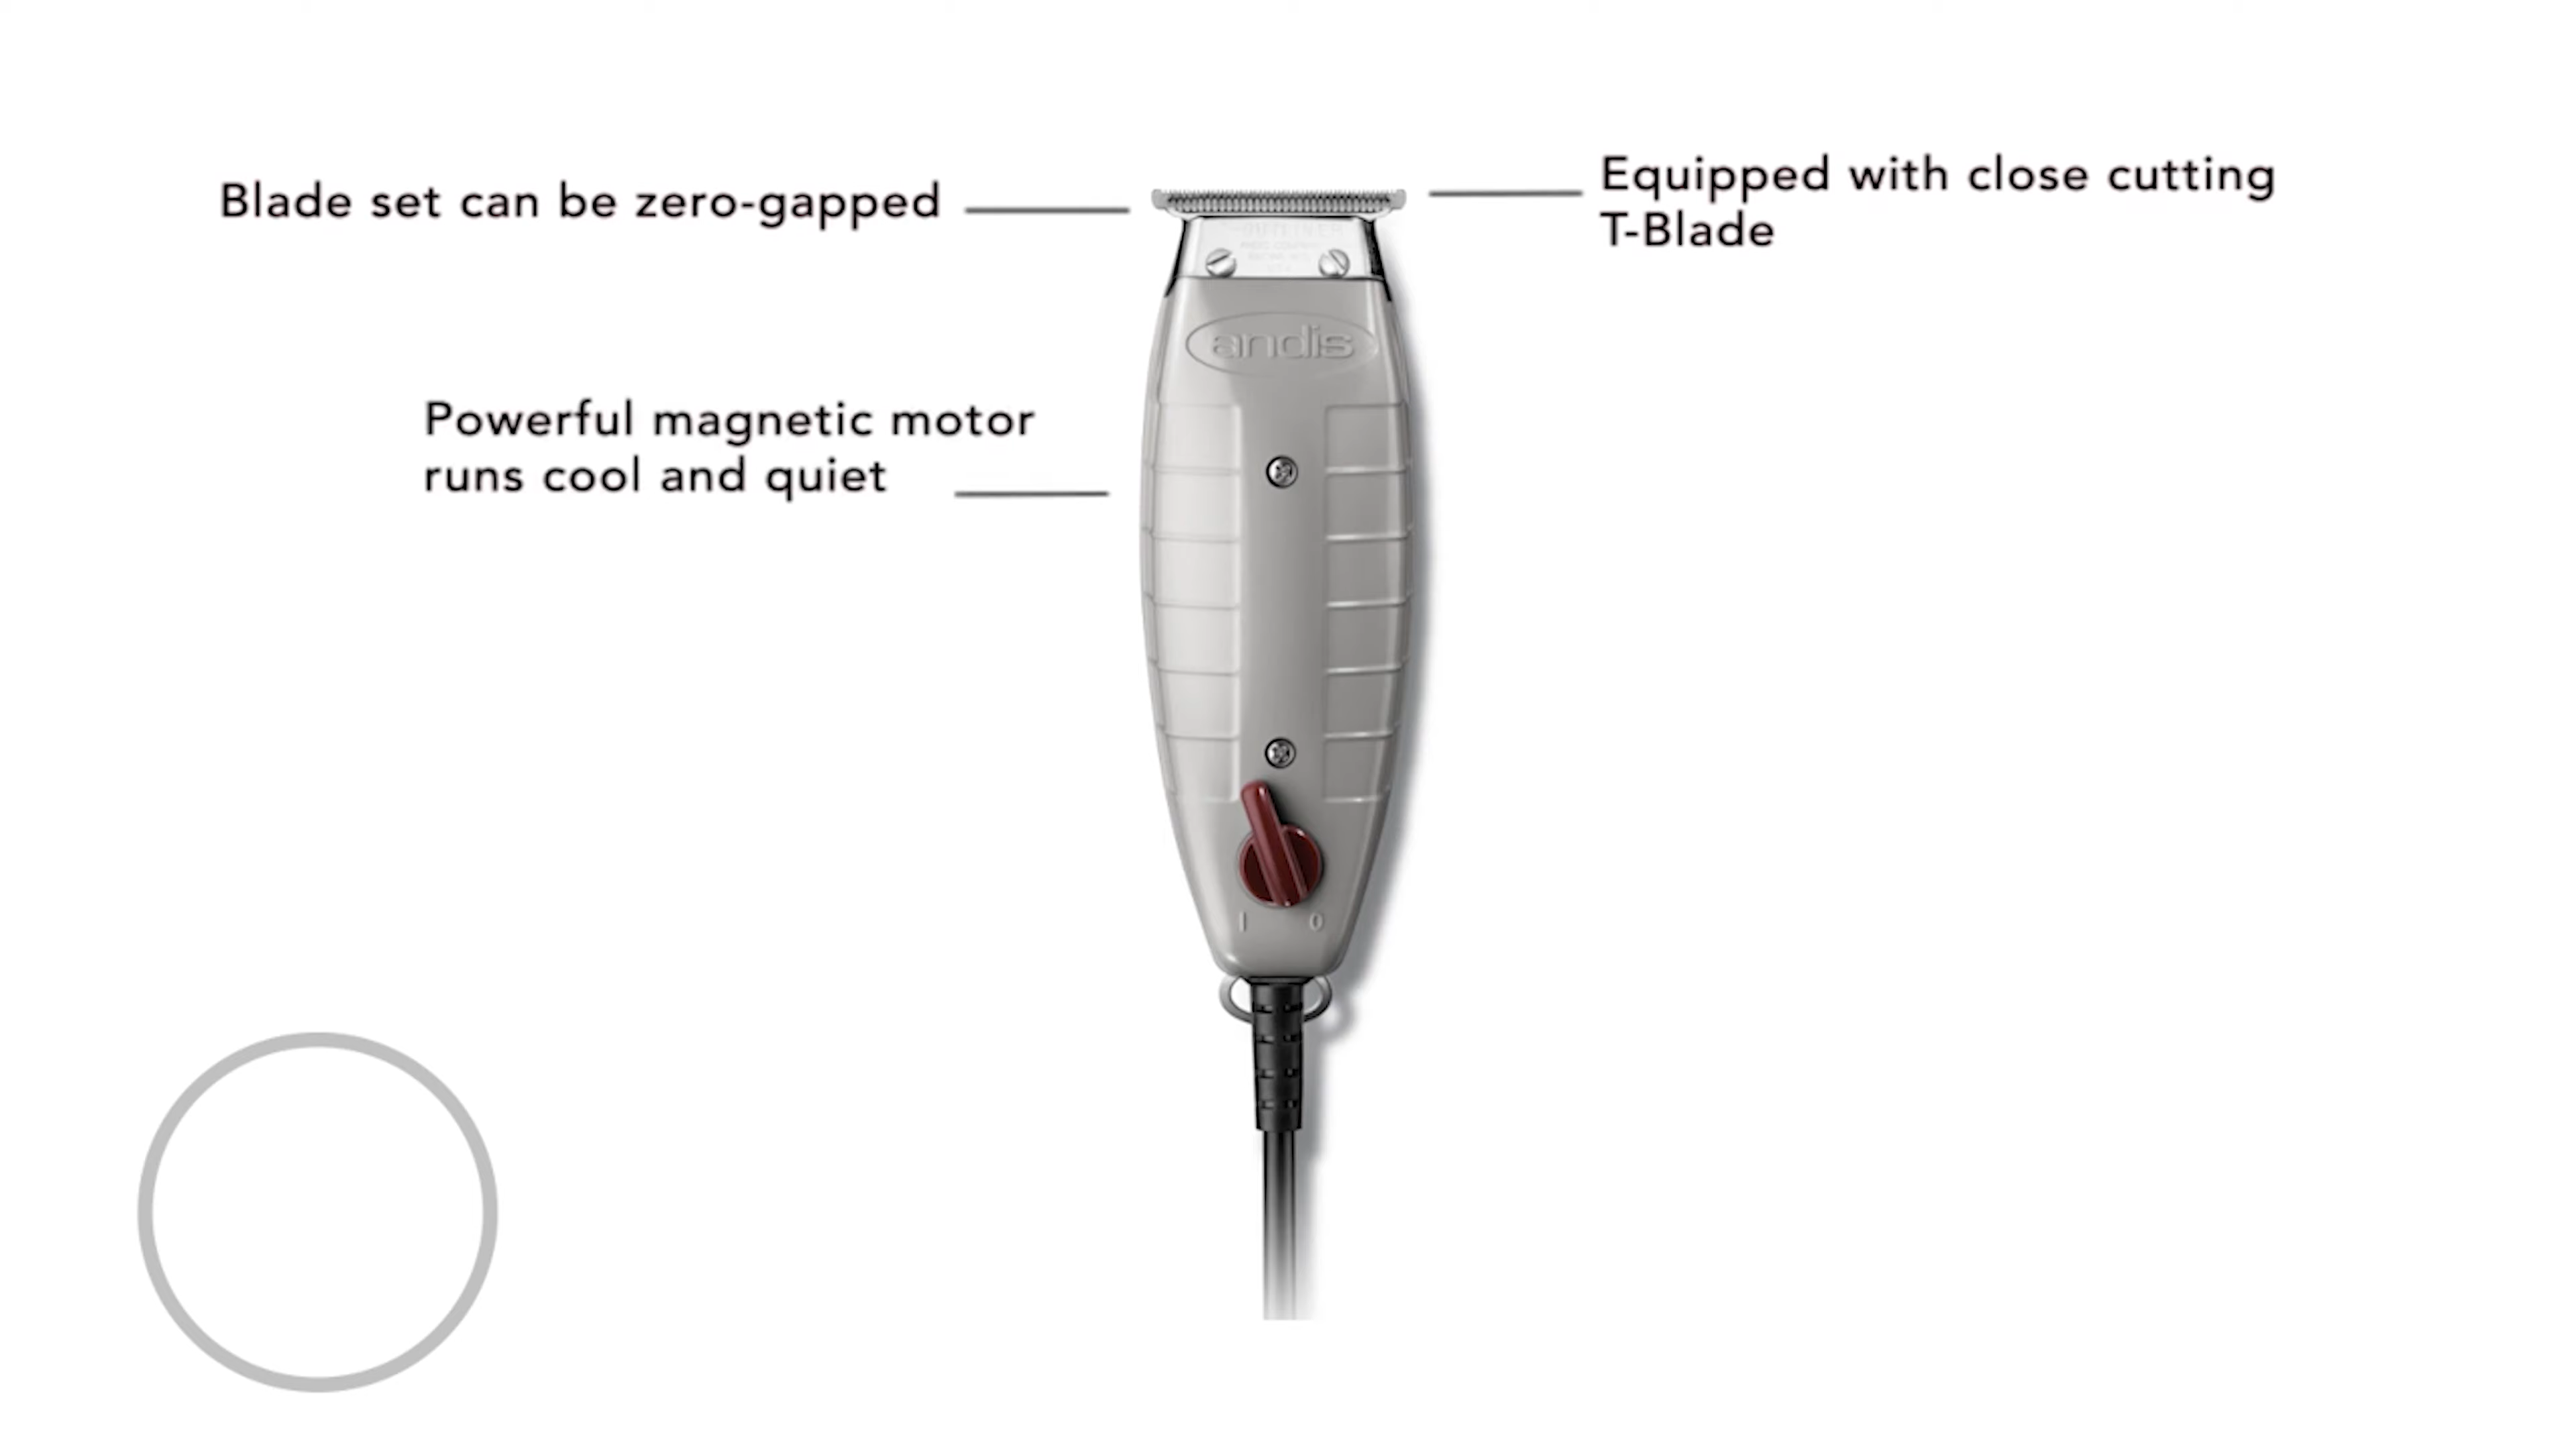 Blade set can be zero-gapped
Equipped with close cutting
T-Blade
andis
Powerful magnetic motor
runs cool and quiet
I 0